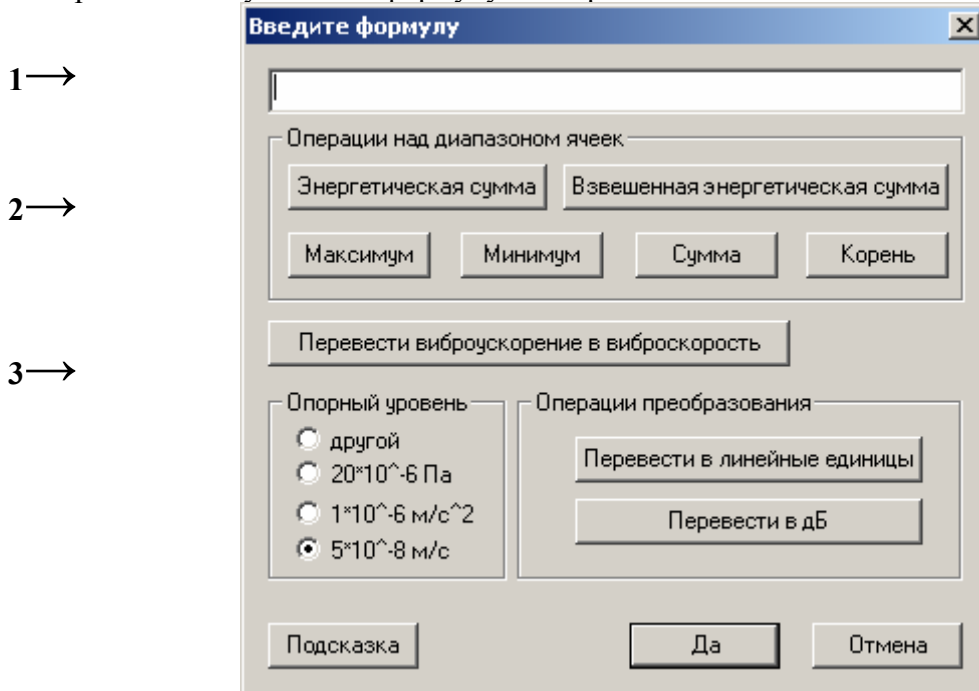 Введите формулу
1→
Операции над диапазоном ячеек
Энергетическая сумма Взвешенная энергетическая сумма
2→
Максимум Минимум Сумма Корень
Перевести виброускорение в виброскорость
3→
Опорный уровень Операции преобразования
другой
20*10^-6 Па Перевести в линейные единицы
1*10^-6 м/с^2 Перевести в дБ
5*10^-8 м/с
Подсказка Да Отмена